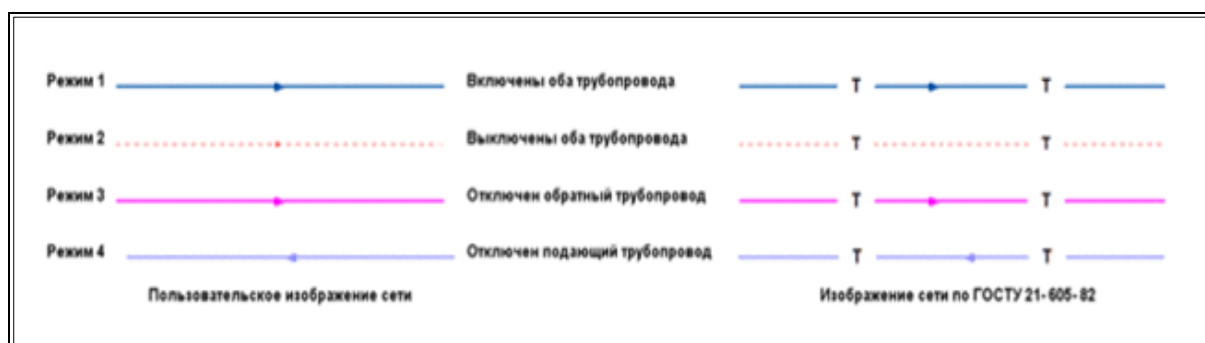 Режим 1 Включены оба трубопровода Т Т
Режим 2 Выключены оба трубопровода Т Т
Режим 3 Отключен обратный трубопровод Т Т
Режим 4 Отключен подающий трубопровод Т Т
Пользовательское изображение сети Изображение сети по ГОСТУ 21-605-82